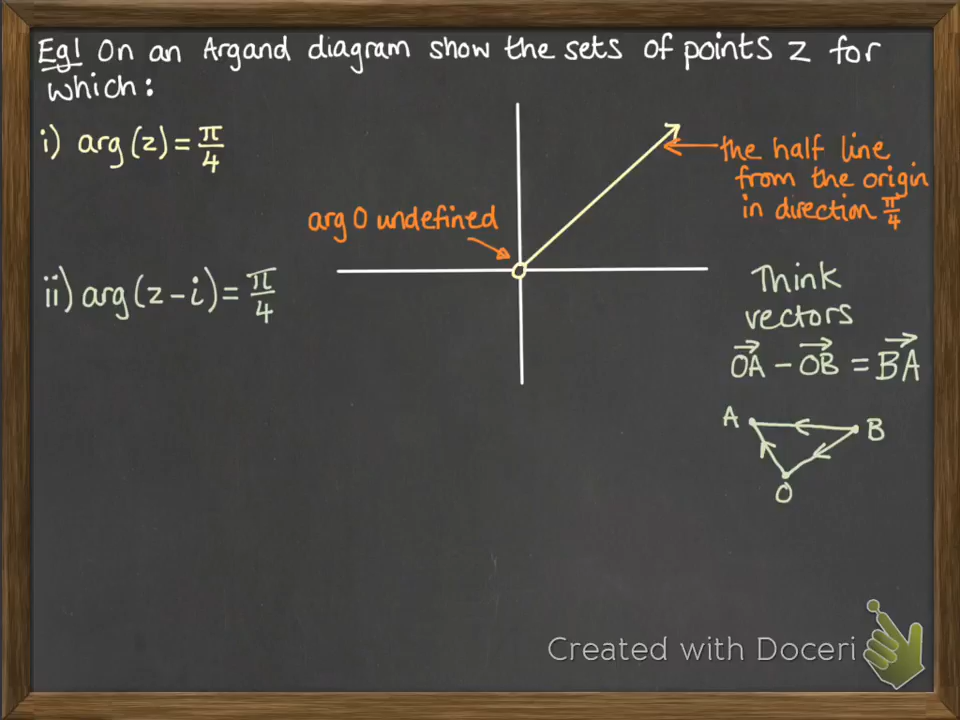 Eg1 On an Argand diagram show the sets of points z for
which:
i) arg(z) = π/4
the half line
from the origin
in direction π/4
arg 0 undefined
ii) arg(z-i) = π/4
Think
vectors
→OA - →OB = →BA
A
B
O
Created with Doceri